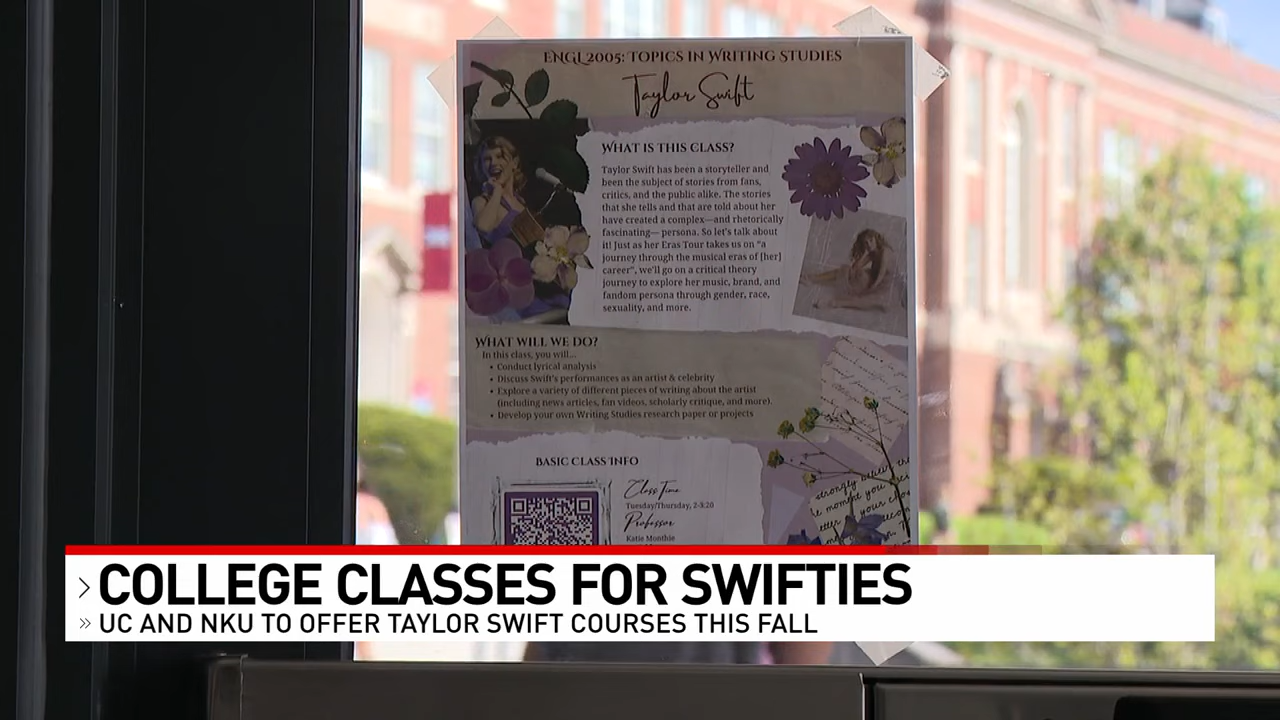 ENGL2005: TOPICS IN WRITING STUDIES
Taylor Swift
WHAT IS THIS CLASS?
Taylor Swift has been a storyteller and
been the subject of stories from fans,
critics, and the public alike. The stories
that she tells and that are told about her
have created a complex—and rhetorically
fascinating— persona. So let's talk about
it! Just as her Eras Tour takes us on "a
journey through the musical eras of [her]
career", we'll go on a critical theory
journey to explore her music, brand, and
fandom persona through gender, race,
sexuality, and more.
WHAT WILL WE DO?
In this class, you will...
• Conduct lyrical analysis
• Discuss Swift's performances as an artist & celebrity
• Explore a variety of different pieces of writing about the artist
(including news articles, fan videos, scholarly critique, and more).
• Develop your own Writing Studies research paper or projects
BASIC CLASS INFO
Class Time
Tuesday/Thursday, 2-3:20
Professor
Katie Monthie
strongly believe
moment you
your
COLLEGE CLASSES FOR SWIFTIES
UC AND NKU TO OFFER TAYLOR SWIFT COURSES THIS FALL